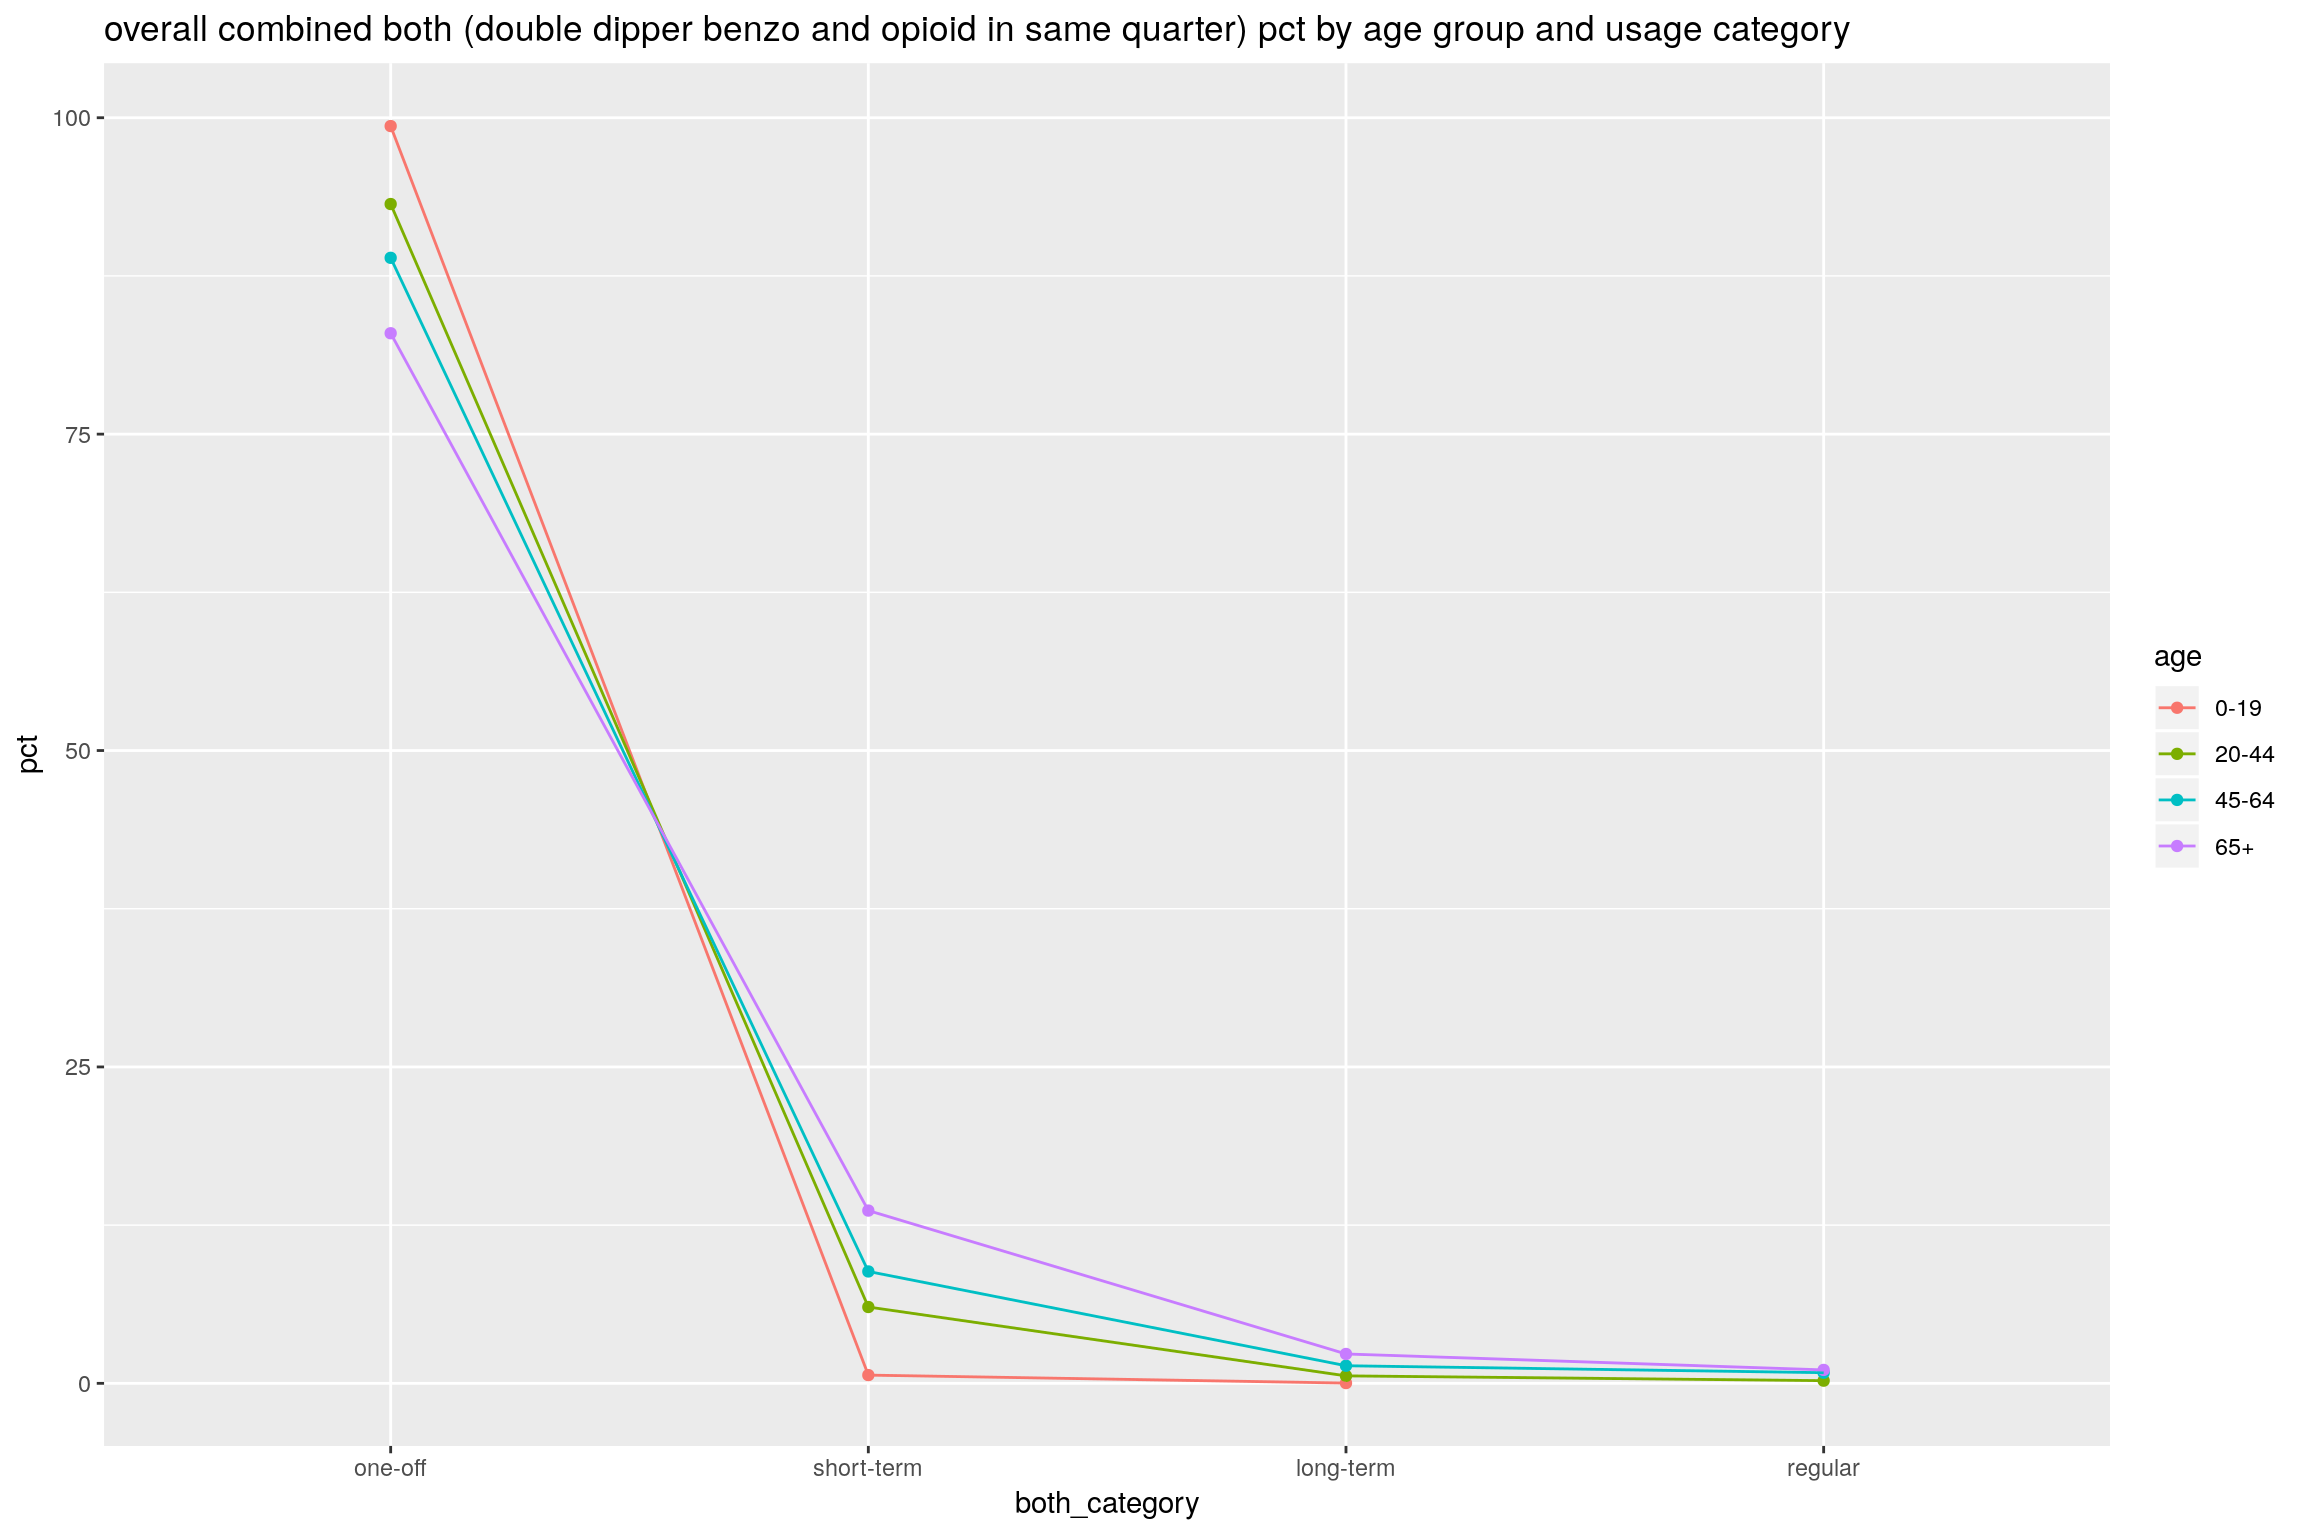 overall combined both (double dipper benzo and opioid in same quarter) pct by age group and usage category
100
75
50
25
0
pct
one-off
short-term
long-term
regular
both_category
age
0-19
20-44
45-64
65+